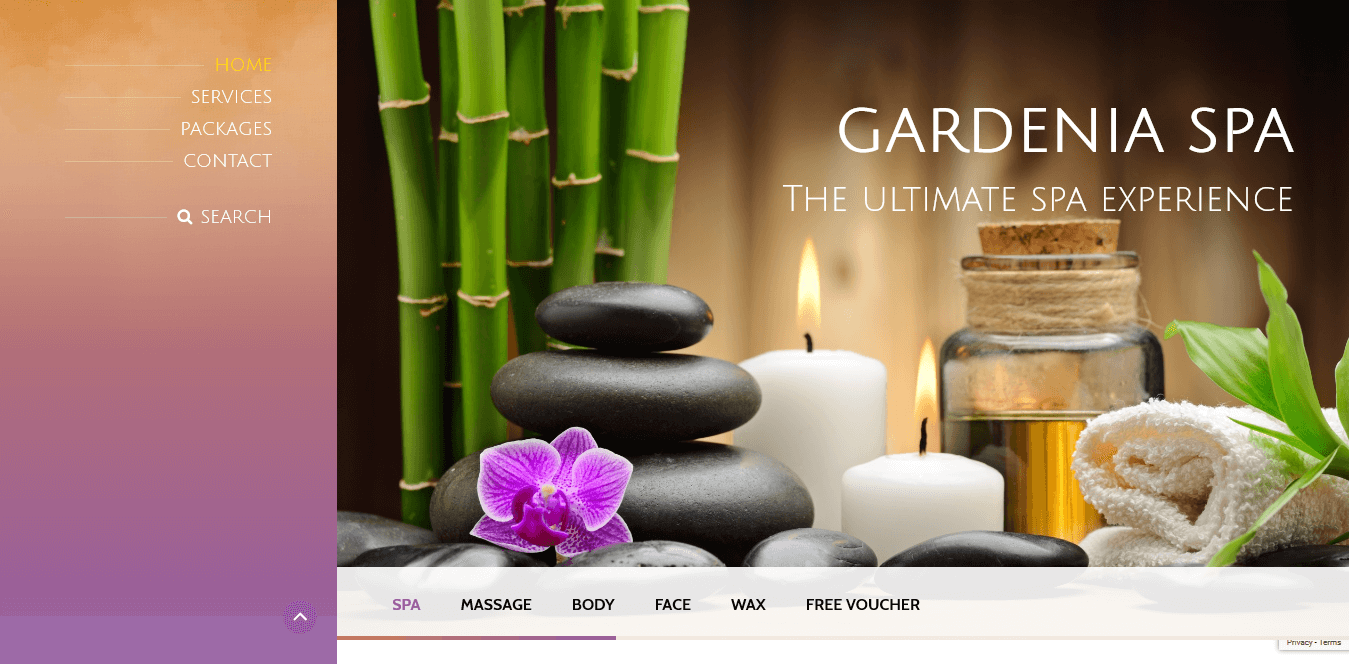 HOME
SERVICES
PACKAGES
CONTACT
SEARCH
GARDENIA SPA
THE ULTIMATE SPA EXPERIENCE
SPA MASSAGE BODY FACE WAX FREE VOUCHER
Privacy - Terms